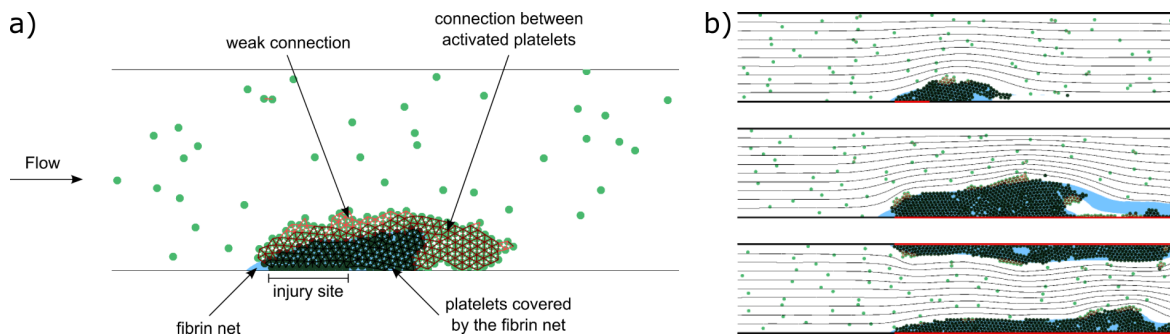 a)
weak connection
connection between
activated platelets
Flow
injury site
fibrin net
platelets covered
by the fibrin net
b)